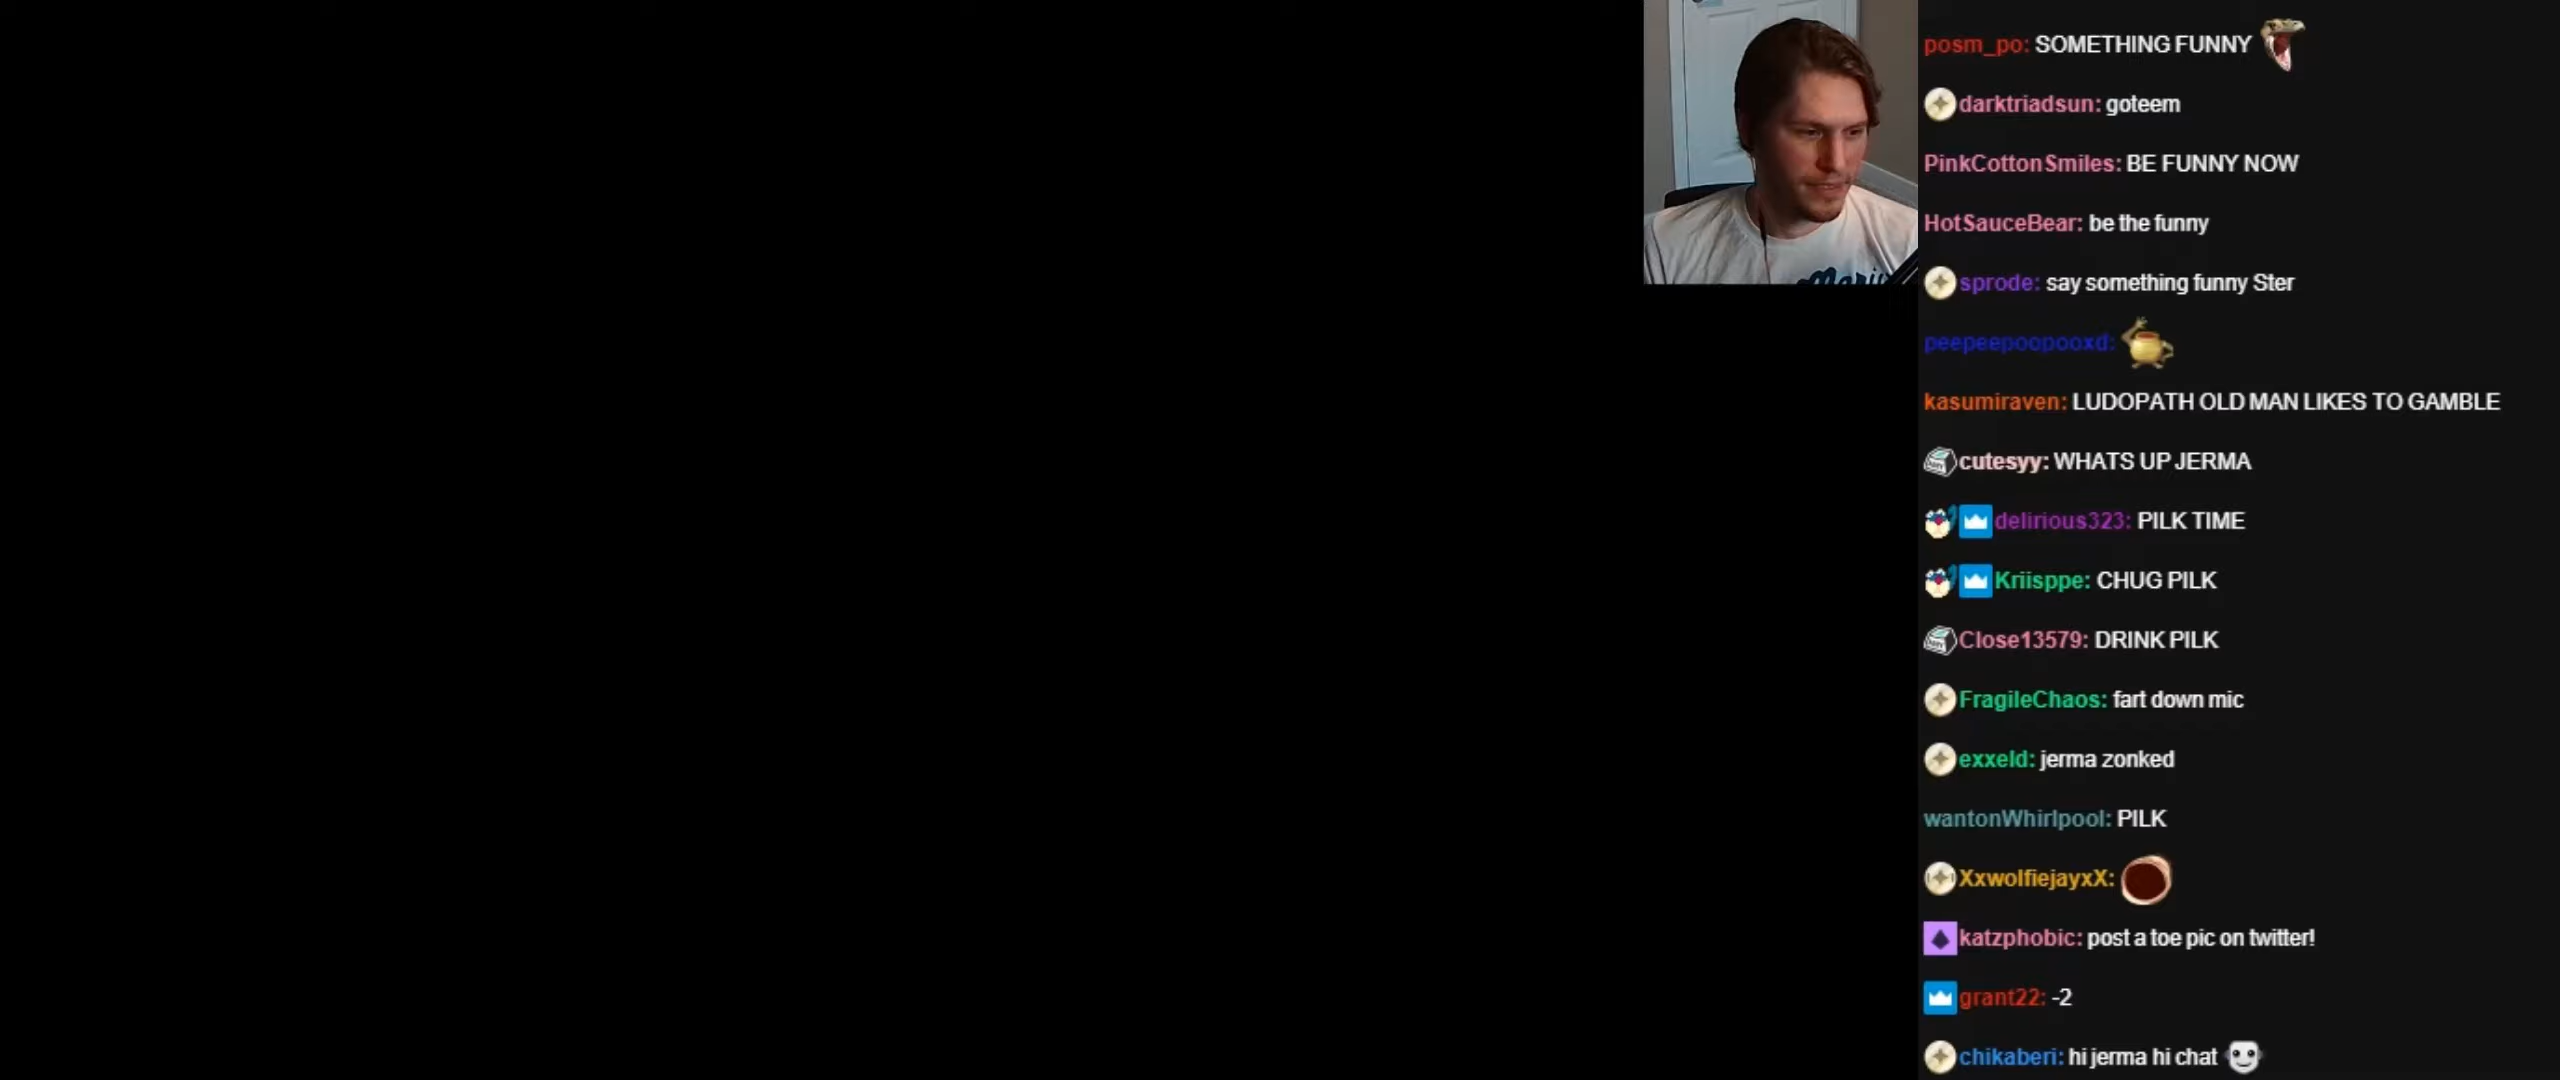 posm_po: SOMETHING FUNNY
darktriadsun: goteem
PinkCottonSmiles: BE FUNNY NOW
HotSauceBear: be the funny
sprode: say something funny Ster
peepeepoopooxd:
kasumiraven: LUDOPATH OLD MAN LIKES TO GAMBLE
cutesyy: WHATS UP JERMA
delirious323: PILK TIME
Kriisppe: CHUG PILK
Close13579: DRINK PILK
FragileChaos: fart down mic
exxeld: jerma zonked
wantonWhirlpool: PILK
XxwolfiejayxX:
katzphobic: post a toe pic on twitter!
grant22: -2
chikaberi: hi jerma hi chat